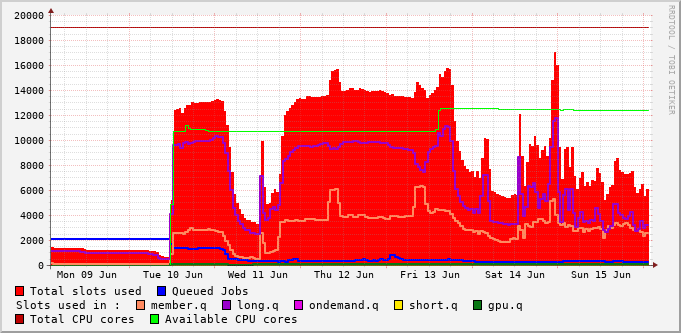 20000
18000
16000
14000
12000
10000
8000
6000
4000
2000
0
Mon 09 Jun Tue 10 Jun Wed 11 Jun Thu 12 Jun Fri 13 Jun Sat 14 Jun Sun 15 Jun
Total slots used Queued Jobs
Slots used in : member.q long.q ondemand.q short.q gpu.q
Total CPU cores Available CPU cores
RRDTOOL / TOBI OETIKER